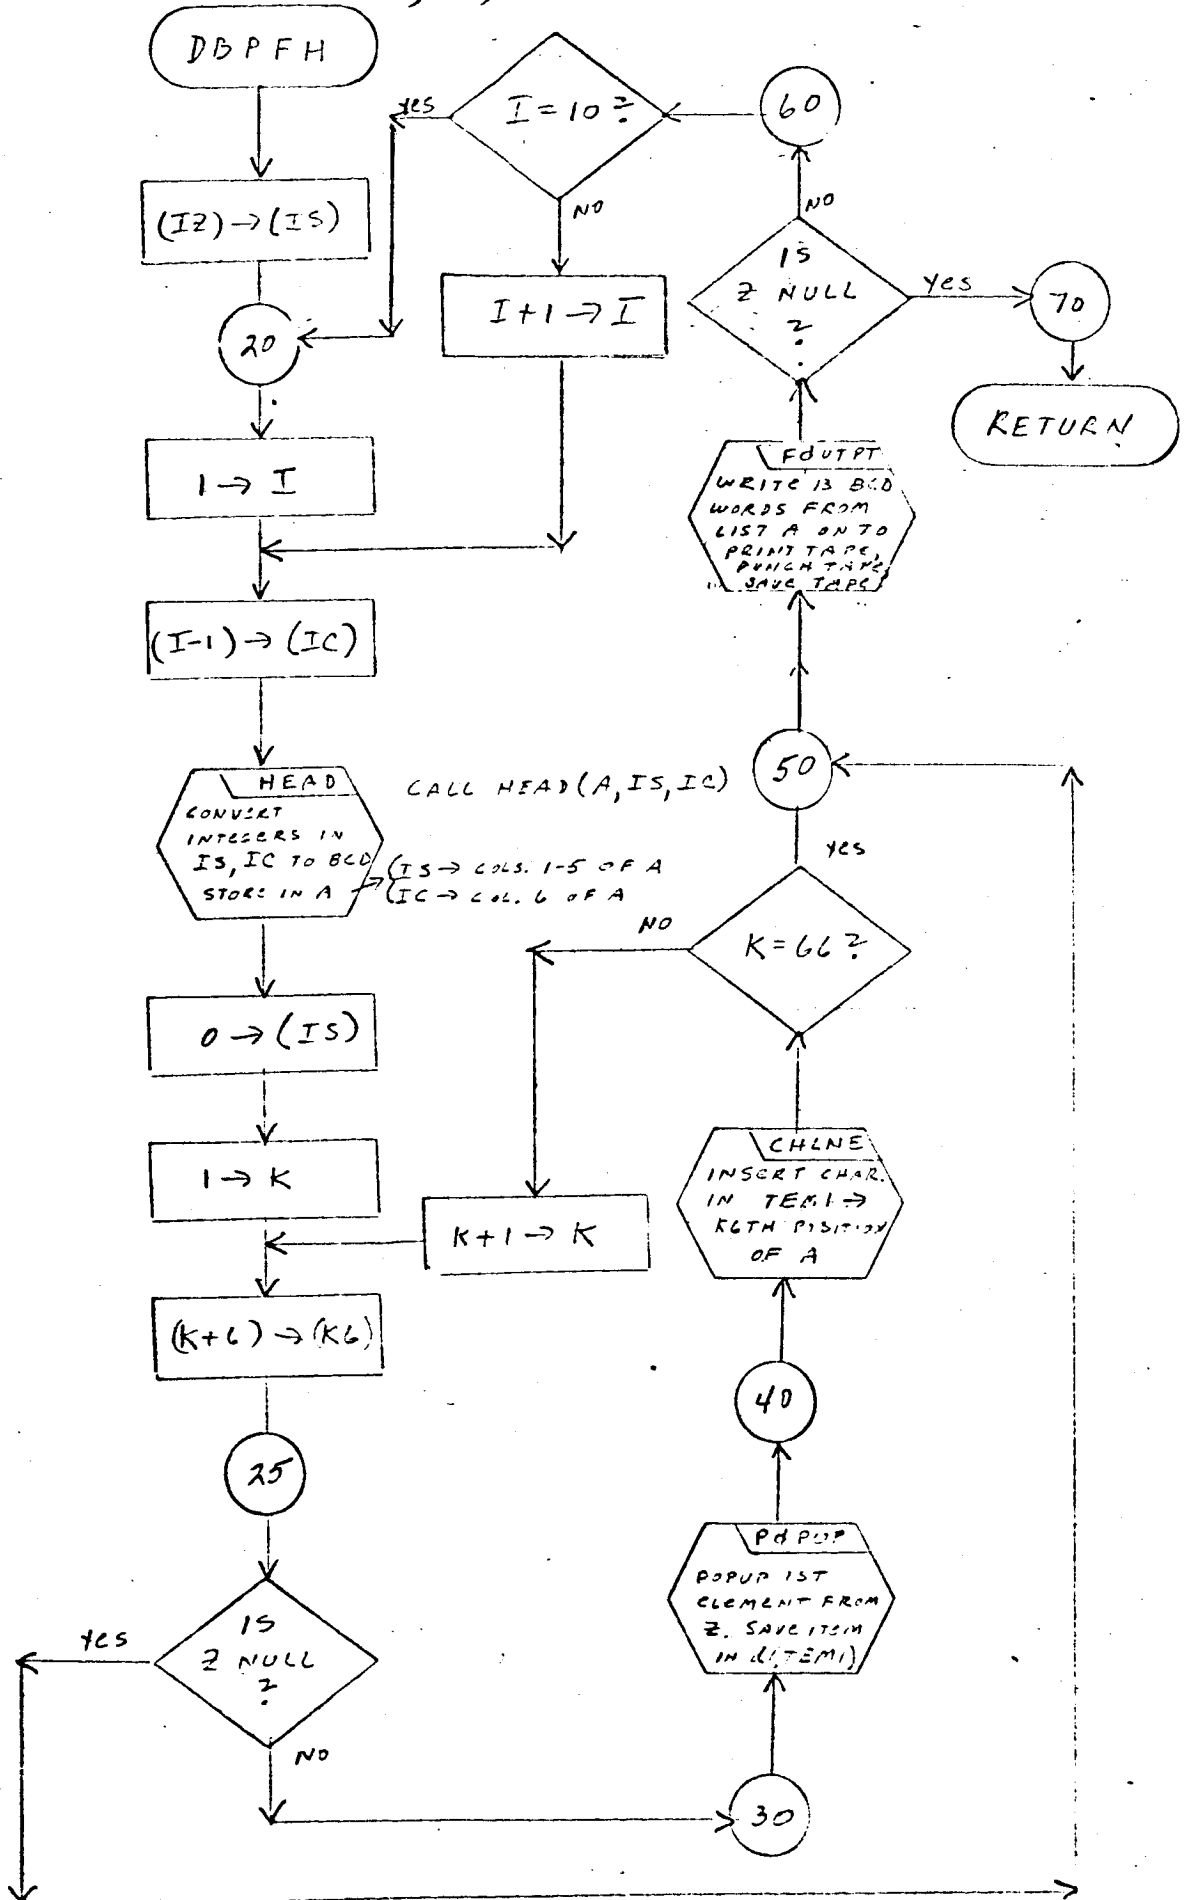 DBPFH
(IZ) → (IS)
20
1 → I
(I-1) → (IC)
HEAD
CONVERT
INTEGERS IN
IS, IC TO BCD
STORE IN A
CALL HEAD(A, IS, IC)
(IS → COLS. 1-5 OF A
(IC → COL. 6 OF A
0 → (IS)
1 → K
K+1 → K
(K+6) → (K6)
25
IS
Z NULL
?
yes
NO
30
PØPUP
POPUP 1ST
ELEMENT FROM
Z. SAVE ITEM
IN (TEM1)
40
CHLNE
INSERT CHAR.
IN TEM1 →
K6TH POSITION
OF A
K=66?
NO
yes
50
FØUTPT
WRITE 13 BCD
WORDS FROM
LIST A ON TO
PRINT TAPE,
PUNCH TAPE,
SAVE TAPE
IS
Z NULL
?
yes
NO
70
RETURN
60
I=10?
yes
NO
I+1 → I